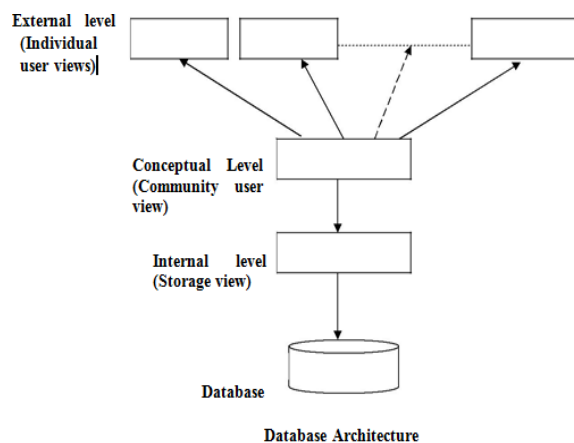 External level
(Individual
user views)
Conceptual Level
(Community user
view)
Internal level
(Storage view)
Database
Database Architecture